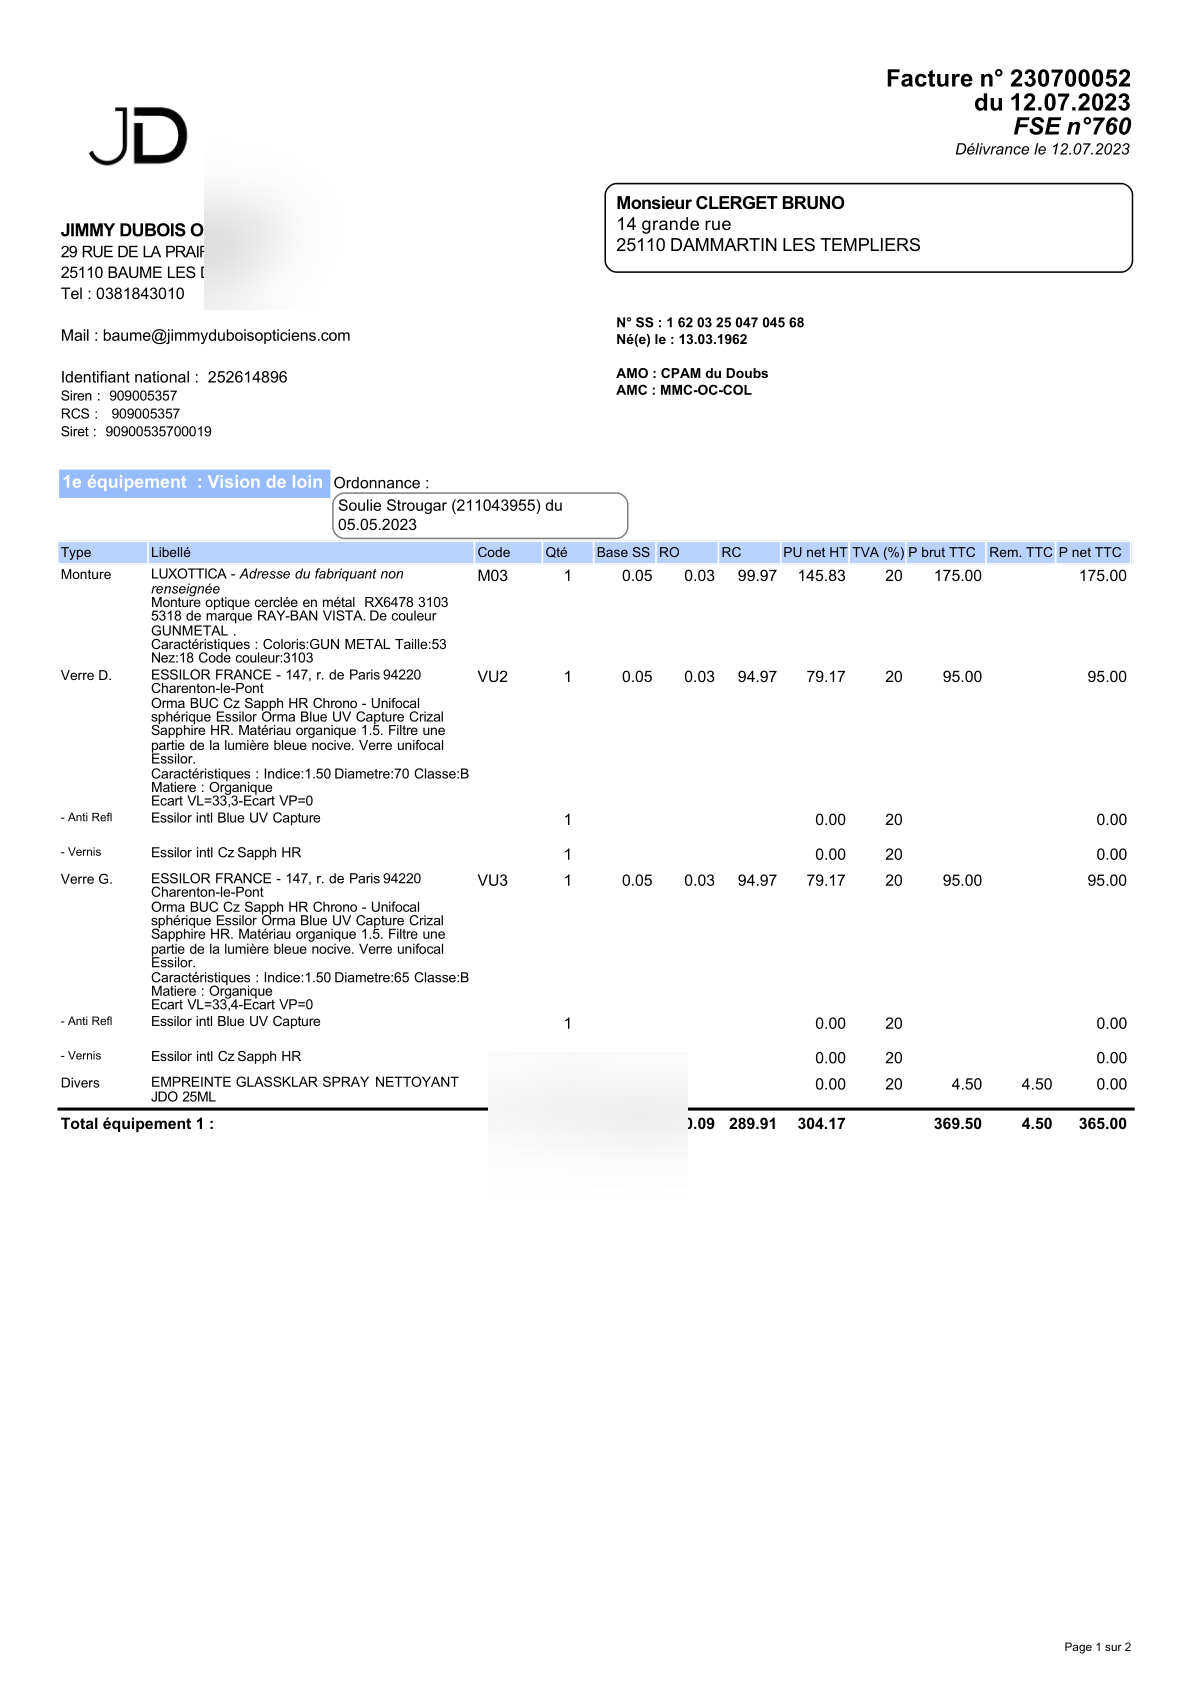 Facture n° 230700052
du 12.07.2023
FSE n°760
Délivrance le 12.07.2023
JD
Monsieur CLERGET BRUNO
14 grande rue
25110 DAMMARTIN LES TEMPLIERS
JIMMY DUBOIS
29 RUE DE LA
25110 BAUME LES
Tel : 0381843010
Mail : baume@jimmyduboisopticiens.com
Identifiant national : 252614896
Siren : 909005357
RCS : 909005357
Siret : 90900535700019
N° SS : 1 62 03 25 047 045 68
Né(e) le : 13.03.1962
AMO : CPAM du Doubs
AMC : MMC-OC-COL
1e équipement : Vision de loin Ordonnance :
Soulie Strougar (211043955) du
05.05.2023
Type Libellé Code Qté Base SS RO RC PU net HT TVA (%) P brut TTC Rem. TTC P net TTC
Monture LUXOTTICA - Adresse du fabriquant non M03 1 0.05 0.03 99.97 145.83 20 175.00 175.00
renseignée
Monture optique cerclée en métal RX6478 3103
5318 de marque RAY-BAN VISTA. De couleur
GUNMETAL .
Caractéristiques : Coloris:GUN METAL Taille:53
Nez:18 Code couleur:3103
Verre D. ESSILOR FRANCE - 147, r. de Paris 94220 VU2 1 0.05 0.03 94.97 79.17 20 95.00 95.00
Charenton-le-Pont
Orma BUC Cz Sapph HR Chrono - Unifocal
sphérique Essilor Orma Blue UV Capture Crizal
Sapphire HR. Matériau organique 1.5. Filtre une
partie de la lumière bleue nocive. Verre unifocal
Essilor.
Caractéristiques : Indice:1.50 Diametre:70 Classe:B
Matiere : Organique
Ecart VL=33,3-Ecart VP=0
- Anti Refl Essilor intl Blue UV Capture 1 0.00 20 0.00
- Vernis Essilor intl Cz Sapph HR 1 0.00 20 0.00
Verre G. ESSILOR FRANCE - 147, r. de Paris 94220 VU3 1 0.05 0.03 94.97 79.17 20 95.00 95.00
Charenton-le-Pont
Orma BUC Cz Sapph HR Chrono - Unifocal
sphérique Essilor Orma Blue UV Capture Crizal
Sapphire HR. Matériau organique 1.5. Filtre une
partie de la lumière bleue nocive. Verre unifocal
Essilor.
Caractéristiques : Indice:1.50 Diametre:65 Classe:B
Matiere : Organique
Ecart VL=33,4-Ecart VP=0
- Anti Refl Essilor intl Blue UV Capture 1 0.00 20 0.00
- Vernis Essilor intl Cz Sapph HR 0.00 20 0.00
Divers EMPREINTE GLASSKLAR SPRAY NETTOYANT 0.00 20 4.50 4.50 0.00
JDO 25ML
Total équipement 1 : 289.91 304.17 369.50 4.50 365.00
Page 1 sur 2